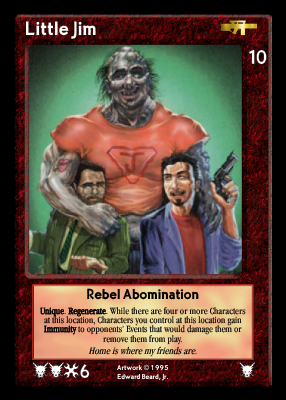 Little Jim
10
Rebel Abomination
Unique. Regenerate. While there are four or more Characters
at this location, Characters you control at this location gain
Immunity to opponents' Events that would damage them or
remove them from play.
Home is where my friends are.
6
Artwork © 1995
Edward Beard, Jr.